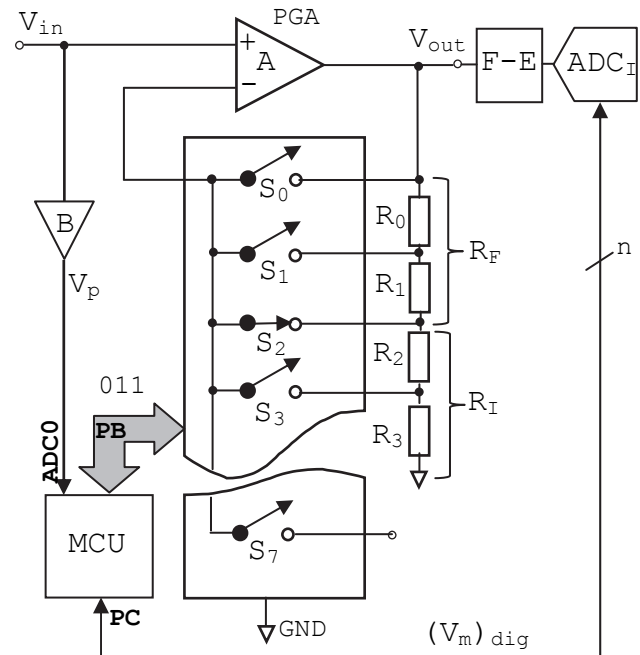 V_in
PGA
+
A
-
V_out
F-E
ADC_I
S_0
R_0
B
S_1
R_F
n
V_p
R_1
S_2
R_2
011
S_3
R_I
R_3
ADC0
PB
MCU
S_7
PC
GND
(V_m)_dig